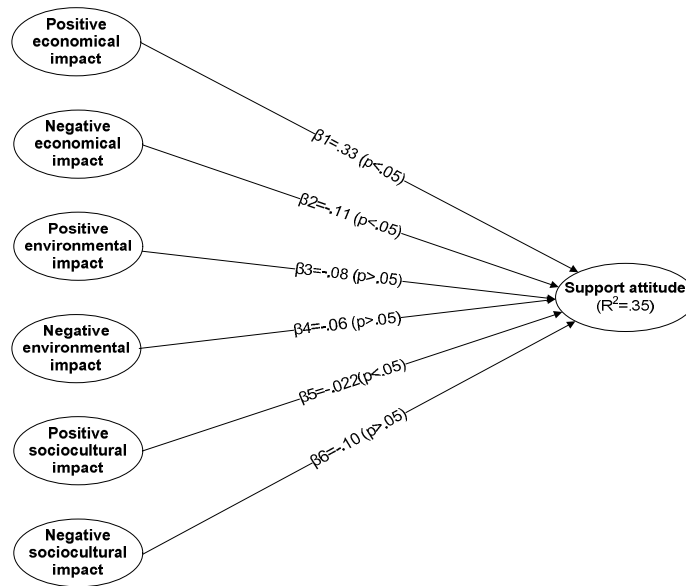 Positive
economical
impact
Negative
economical
impact
Positive
environmental
impact
Negative
environmental
impact
Positive
sociocultural
impact
Negative
sociocultural
impact
β1=.33 (p<.05)
β2=-.11 (p<.05)
β3=-.08 (p>.05)
β4=-.06 (p>.05)
β5=-.022(p<.05)
β6=-.10 (p>.05)
Support attitude
(R²=.35)